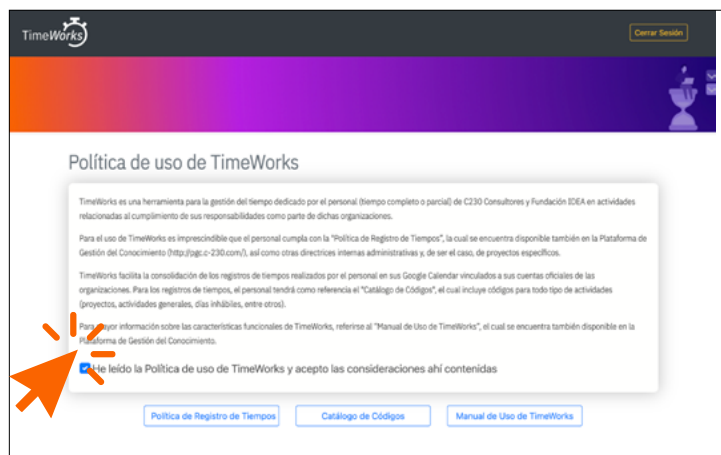 TimeWorks
Cerrar Sesión
Política de uso de TimeWorks
TimeWorks es una herramienta para la gestión del tiempo dedicado por el personal (tiempo completo o parcial) de C230 Consultores y Fundación IDEA en actividades
relacionadas al cumplimiento de sus responsabilidades como parte de dichas organizaciones.
Para el uso de TimeWorks es imprescindible que el personal cumpla con la "Política de Registro de Tiempos", la cual se encuentra disponible también en la Plataforma de
Gestión del Conocimiento (http://pgc.c-230.com/), así como otras directrices internas administrativas y, de ser el caso, de proyectos específicos.
TimeWorks facilita la consolidación de los registros de tiempos realizados por el personal en sus Google Calendar vinculados a sus cuentas oficiales de las
organizaciones. Para los registros de tiempos, el personal tendrá como referencia el "Catálogo de Códigos", el cual incluye códigos para todo tipo de actividades
(proyectos, actividades generales, días inhábiles, entre otros).
Para mayor información sobre las características funcionales de TimeWorks, referirse al "Manual de Uso de TimeWorks", el cual se encuentra también disponible en la
Plataforma de Gestión del Conocimiento.
He leído la Política de uso de TimeWorks y acepto las consideraciones ahí contenidas
Política de Registro de Tiempos
Catálogo de Códigos
Manual de Uso de TimeWorks